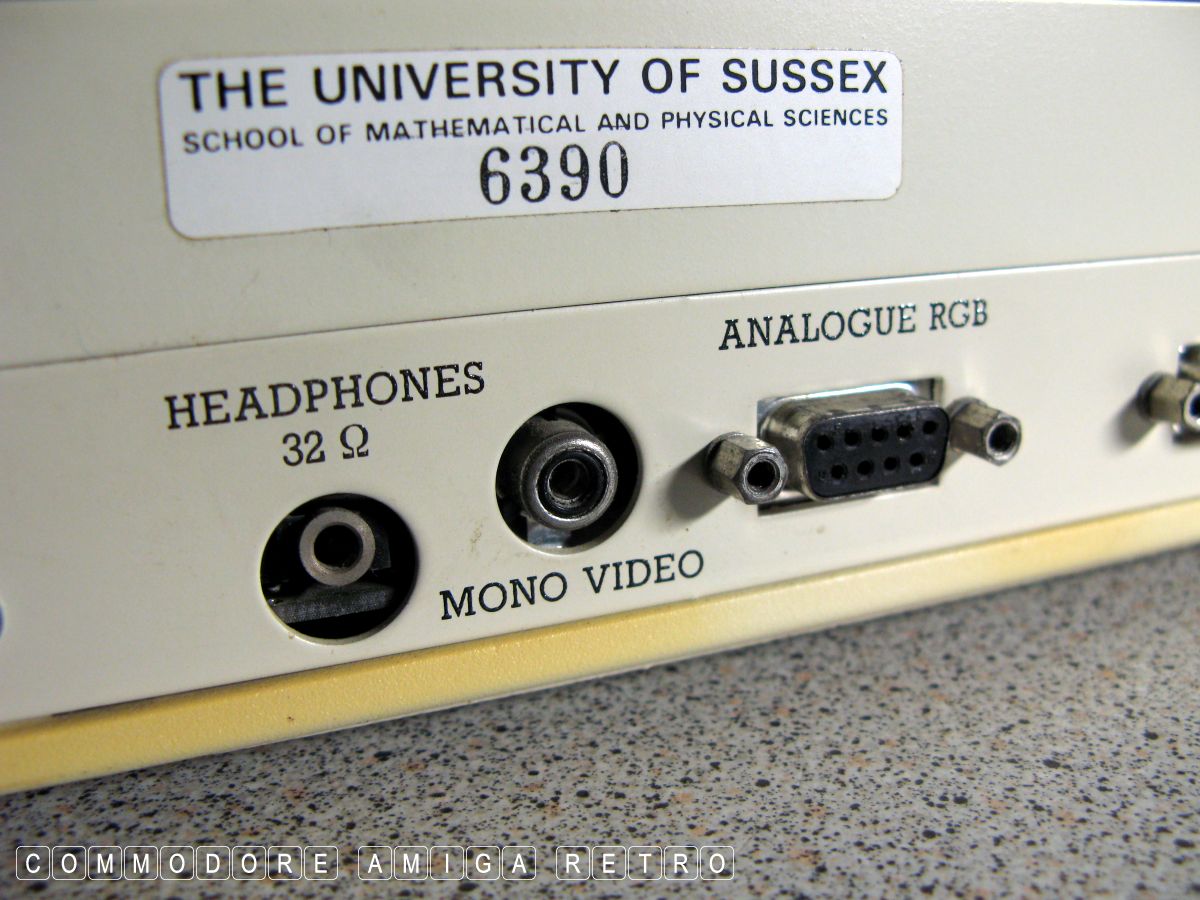 THE UNIVERSITY OF SUSSEX
SCHOOL OF MATHEMATICAL AND PHYSICAL SCIENCES
6390
ANALOGUE RGB
HEADPHONES
32 Ω
MONO VIDEO
COMMODORE AMIGA RETRO